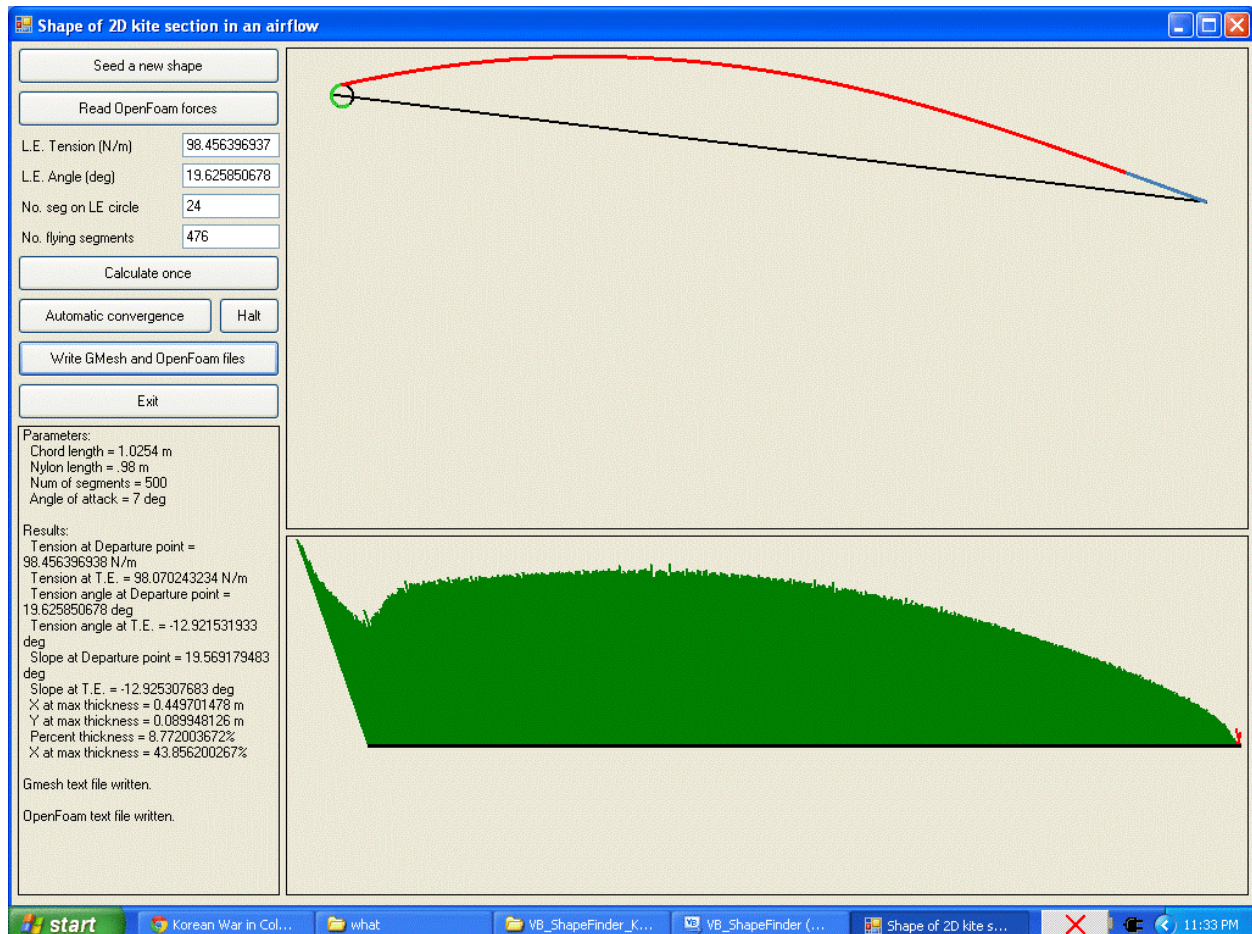 Shape of 2D kite section in an airflow
Seed a new shape
Read OpenFoam forces
L.E. Tension (N/m) 98.456396937
L.E. Angle (deg) 19.625850678
No. seg on LE circle 24
No. flying segments 476
Calculate once
Automatic convergence Halt
Write GMesh and OpenFoam files
Exit
Parameters:
Chord length = 1.0254 m
Nylon length = .98 m
Num of segments = 500
Angle of attack = 7 deg
Results:
Tension at Departure point =
98.456396938 N/m
Tension at T.E. = 98.070243234 N/m
Tension angle at Departure point =
19.625850678 deg
Tension angle at T.E. = -12.921531933
deg
Slope at Departure point = 19.569179483
deg
Slope at T.E. = -12.925307683 deg
X at max thickness = 0.449701478 m
Y at max thickness = 0.089948126 m
Percent thickness = 8.772003672%
X at max thickness = 43.856200267%
Gmesh text file written.
OpenFoam text file written.
start Korean War in Col... what VB_ShapeFinder_K... VB_ShapeFinder (... Shape of 2D kite s... 11:33 PM